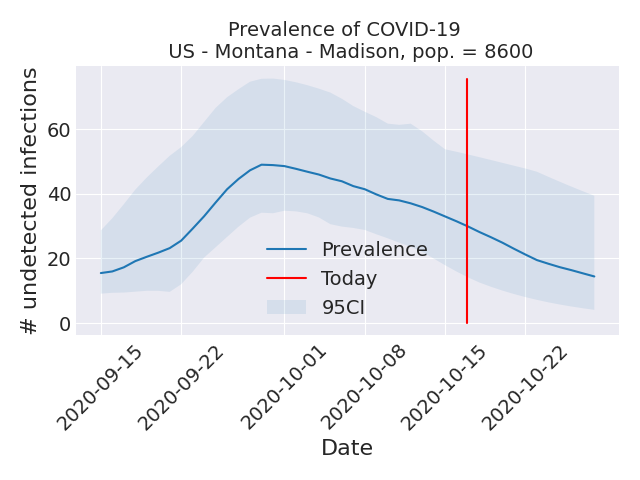 Prevalence of COVID-19
US - Montana - Madison, pop. = 8600
# undetected infections
60
40
20
0
Prevalence
Today
95CI
2020-09-15
2020-09-22
2020-10-01
2020-10-08
2020-10-15
2020-10-22
Date